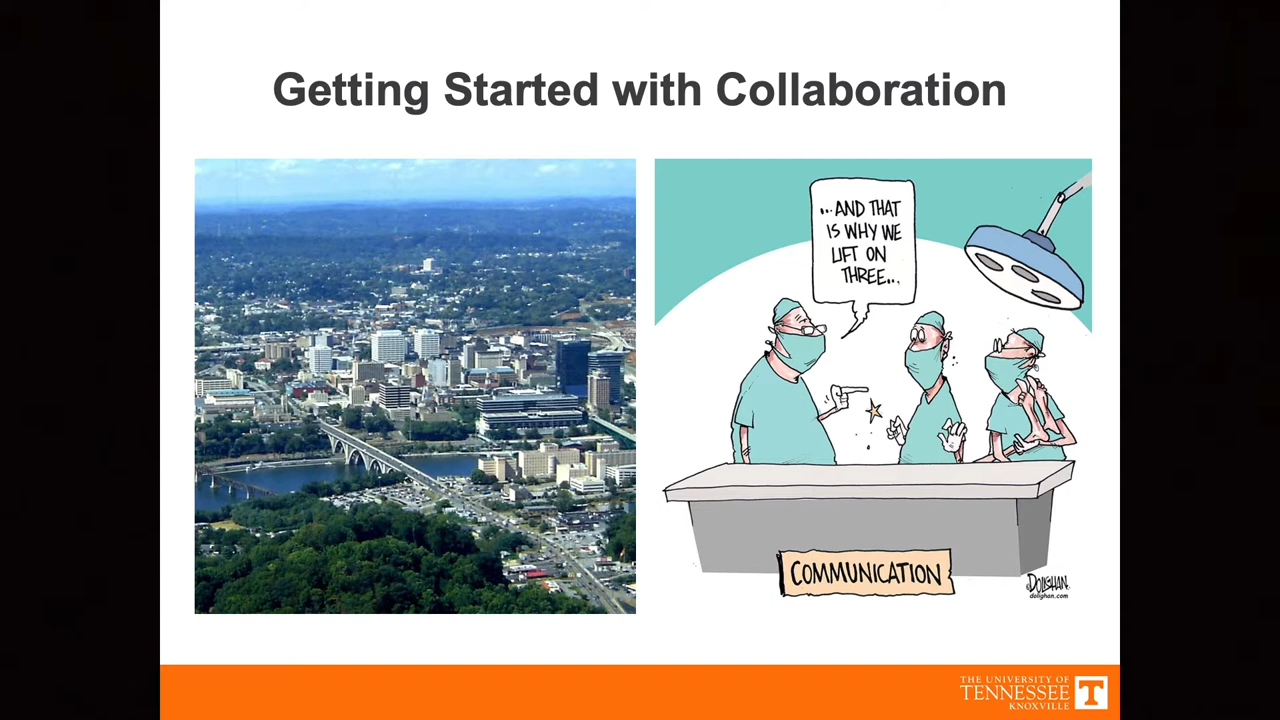 Getting Started with Collaboration
...AND THAT
IS WHY WE
LIFT ON
THREE...
COMMUNICATION
©DOLIGHAN
dolighan.com
THE UNIVERSITY OF
TENNESSEE
KNOXVILLE
T